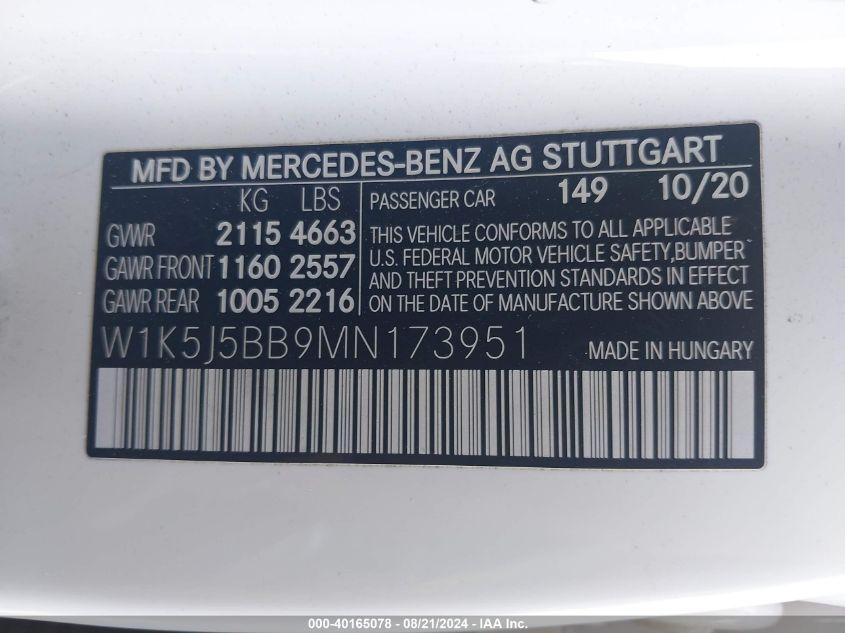 MFD BY MERCEDES-BENZ AG STUTTGART
KG LBS
GVWR 2115 4663
GAWR FRONT 1160 2557
GAWR REAR 1005 2216
PASSENGER CAR 149 10/20
THIS VEHICLE CONFORMS TO ALL APPLICABLE
U.S. FEDERAL MOTOR VEHICLE SAFETY,BUMPER
AND THEFT PREVENTION STANDARDS IN EFFECT
ON THE DATE OF MANUFACTURE SHOWN ABOVE
W1K5J5BB9MN173951 MADE IN HUNGARY
000-40165078 - 08/21/2024 - IAA Inc.